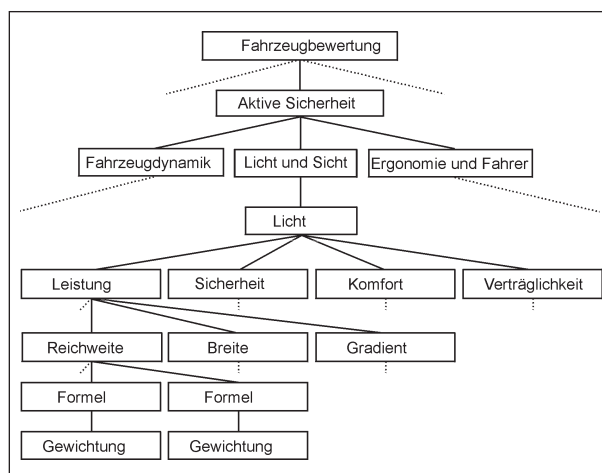 Fahrzeugbewertung
Aktive Sicherheit
Fahrzeugdynamik
Licht und Sicht
Ergonomie und Fahrer
Licht
Leistung
Sicherheit
Komfort
Verträglichkeit
Reichweite
Breite
Gradient
Formel
Formel
Gewichtung
Gewichtung